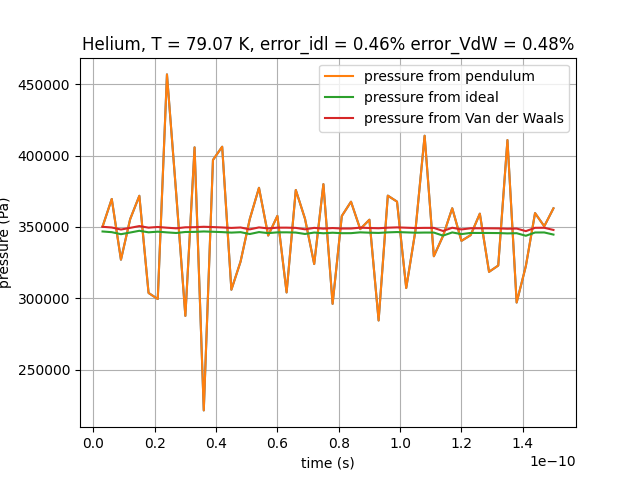 Helium, T = 79.07 K, error_idl = 0.46% error_VdW = 0.48%
pressure from pendulum
pressure from ideal
pressure from Van der Waals
450000
400000
350000
300000
250000
pressure (Pa)
0.0 0.2 0.4 0.6 0.8 1.0 1.2 1.4
1e−10
time (s)